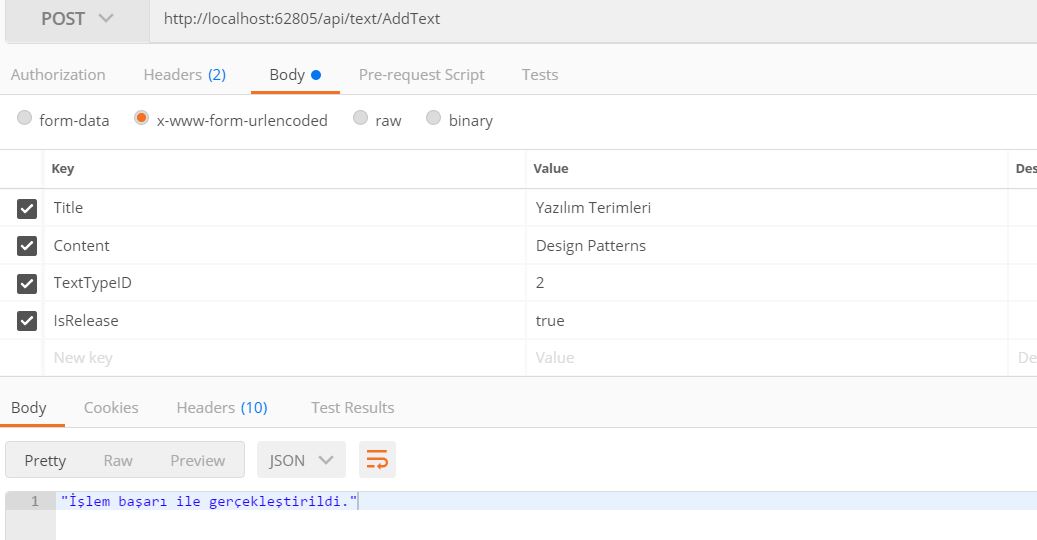 POST http://localhost:62805/api/text/AddText
Authorization Headers (2) Body Pre-request Script Tests
form-data x-www-form-urlencoded raw binary
Key Value Des
Title Yazılım Terimleri
Content Design Patterns
TextTypeID 2
IsRelease true
New key Value De
Body Cookies Headers (10) Test Results
Pretty Raw Preview JSON
1 "İşlem başarı ile gerçekleştirildi."